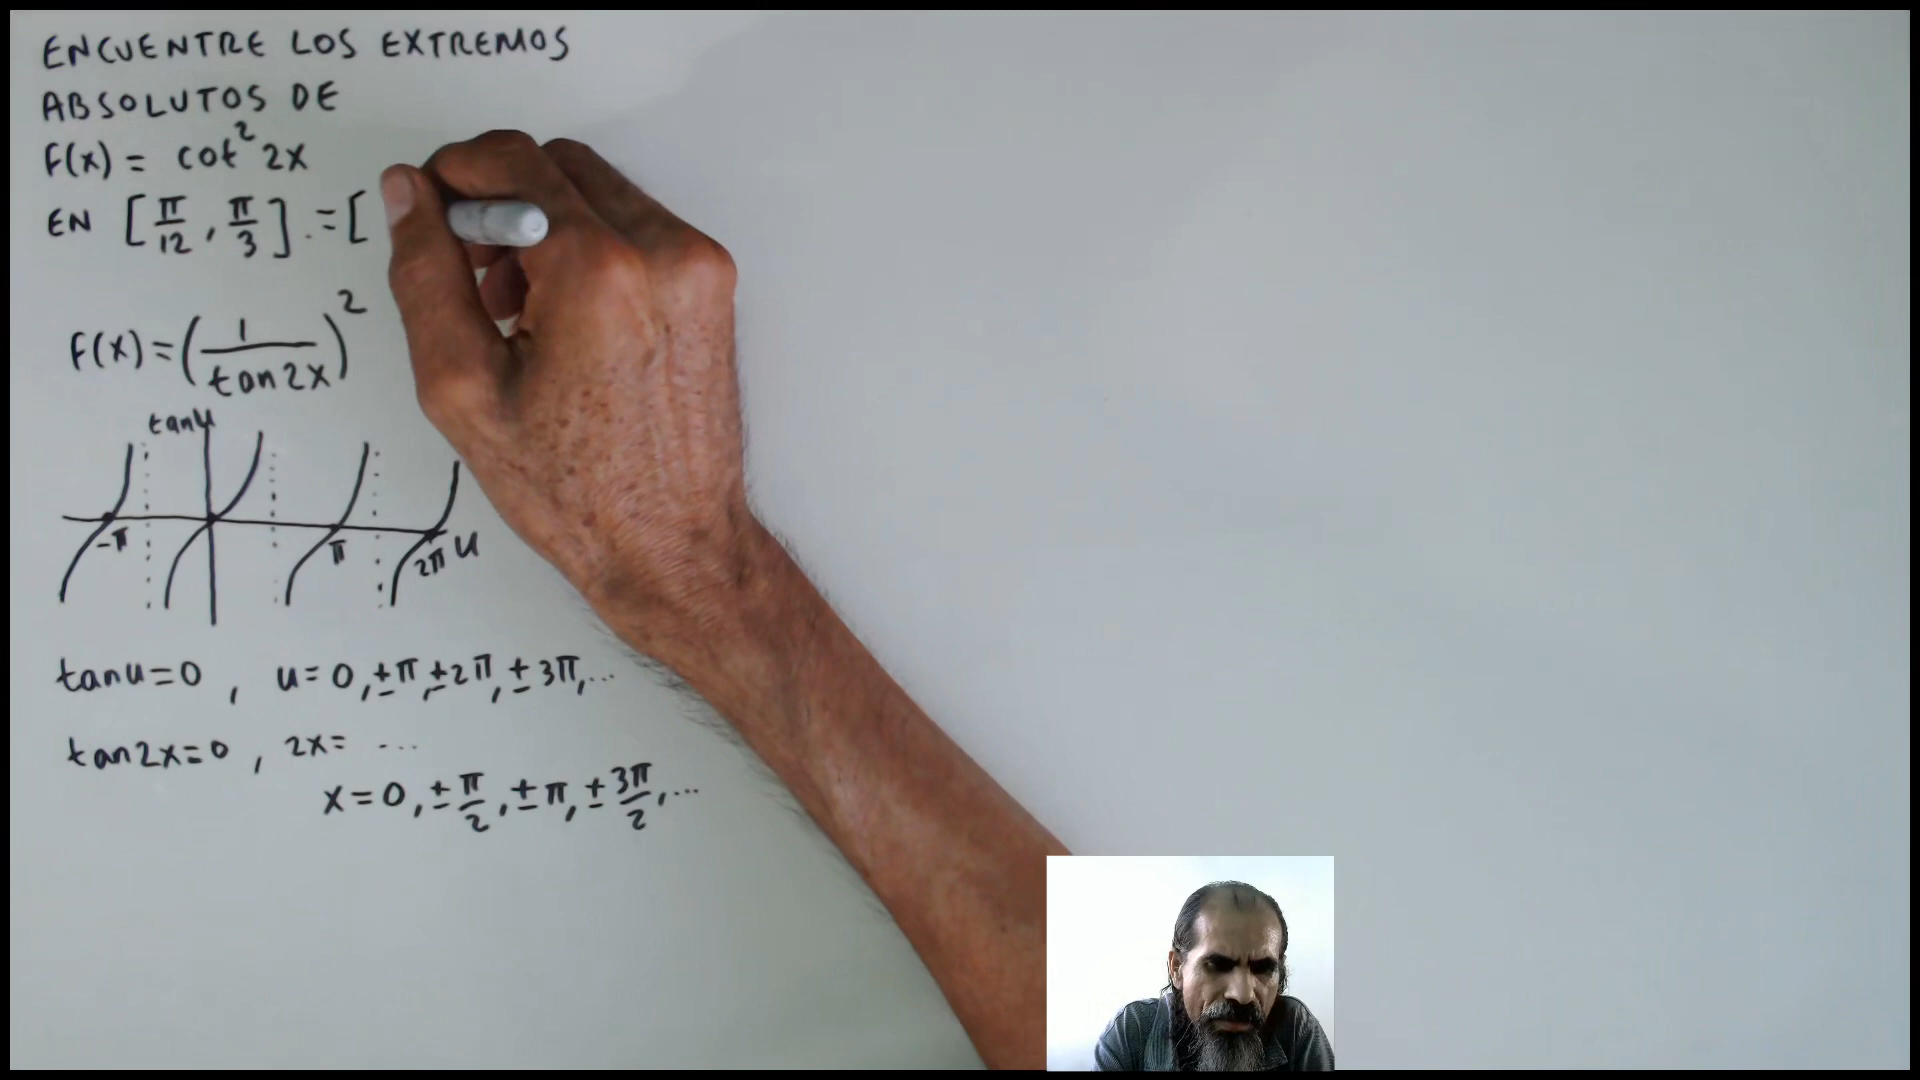 ENCUENTRE LOS EXTREMOS
ABSOLUTOS DE
F(x) = cot² 2x
EN [π/12, π/3]. = [
F(x) = (1/tan2x)²
tanu
-π π 2π u
tanu=0, u=0,±π,±2π,±3π,...
tan2x=0, 2x= ...
x=0,±π/2,±π,±3π/2,...